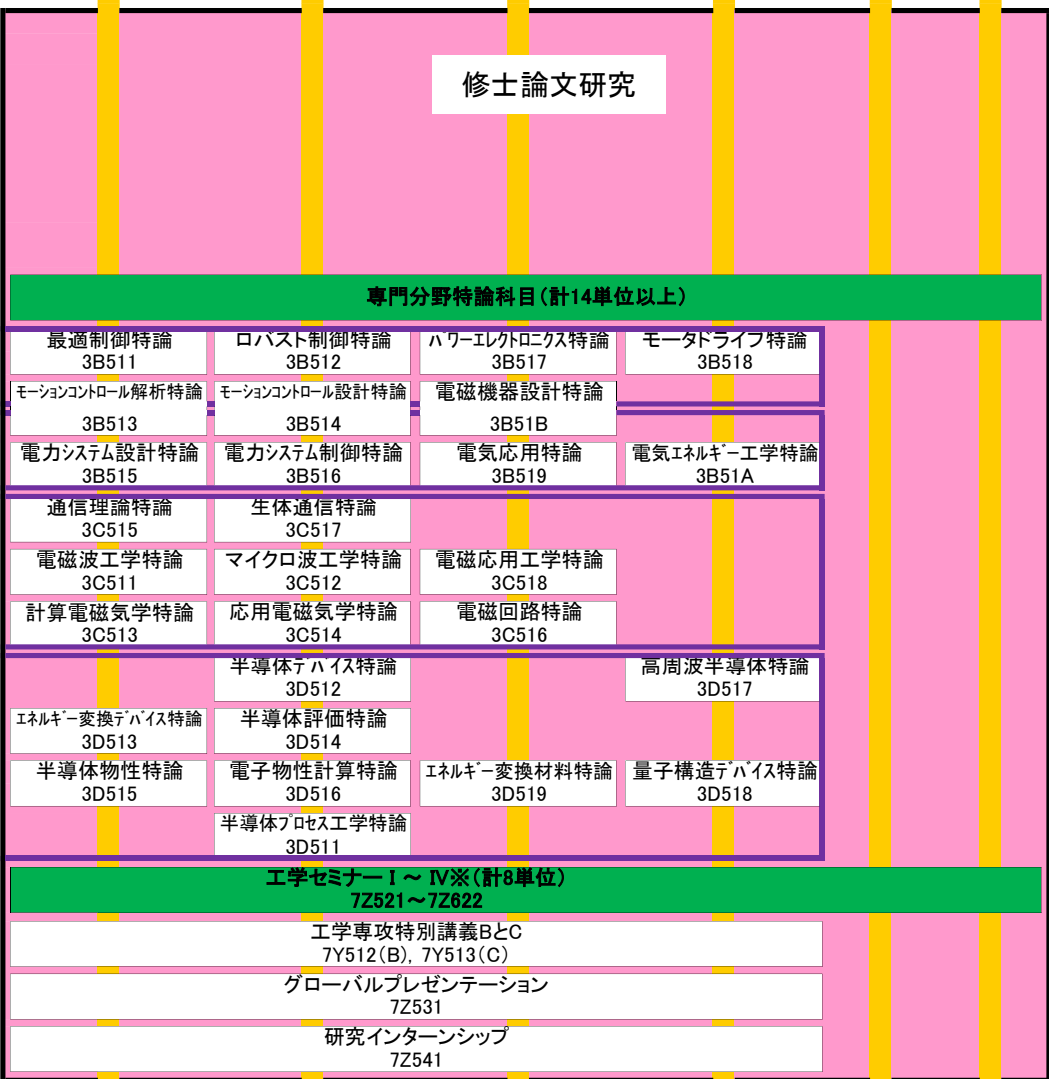 修士論文研究
専門分野特論科目(計14単位以上)
最適制御特論
3B511
ロバスト制御特論
3B512
パワーエレクトロニクス特論
3B517
モータドライブ特論
3B518
モーションコントロール解析特論
3B513
モーションコントロール設計特論
3B514
電磁機器設計特論
3B51B
電力システム設計特論
3B515
電力システム制御特論
3B516
電気応用特論
3B519
電気エネルギー工学特論
3B51A
通信理論特論
3C515
生体通信特論
3C517
電磁波工学特論
3C511
マイクロ波工学特論
3C512
電磁応用工学特論
3C518
計算電磁気学特論
3C513
応用電磁気学特論
3C514
電磁回路特論
3C516
半導体デバイス特論
3D512
高周波半導体特論
3D517
エネルギー変換デバイス特論
3D513
半導体評価特論
3D514
半導体物性特論
3D515
電子物性計算特論
3D516
エネルギー変換材料特論
3D519
量子構造デバイス特論
3D518
半導体プロセス工学特論
3D511
工学セミナーⅠ～Ⅳ※(計8単位)
7Z521～7Z622
工学専攻特別講義BとC
7Y512(B), 7Y513(C)
グローバルプレゼンテーション
7Z531
研究インターンシップ
7Z541